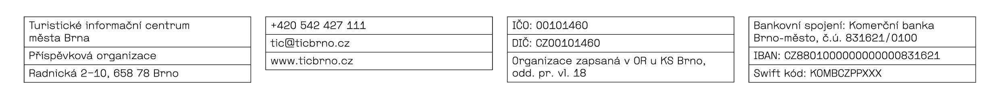 Turistické informační centrum
města Brna
Příspěvková organizace
Radnická 2–10, 658 78 Brno
+420 542 427 111
tic@ticbrno.cz
www.ticbrno.cz
IČO: 00101460
DIČ: CZ00101460
Organizace zapsaná v OR u KS Brno,
odd. pr. vl. 18
Bankovní spojení: Komerční banka
Brno-město, č.ú. 831621/0100
IBAN: CZ8801000000000000831621
Swift kód: KOMBCZPPXXX